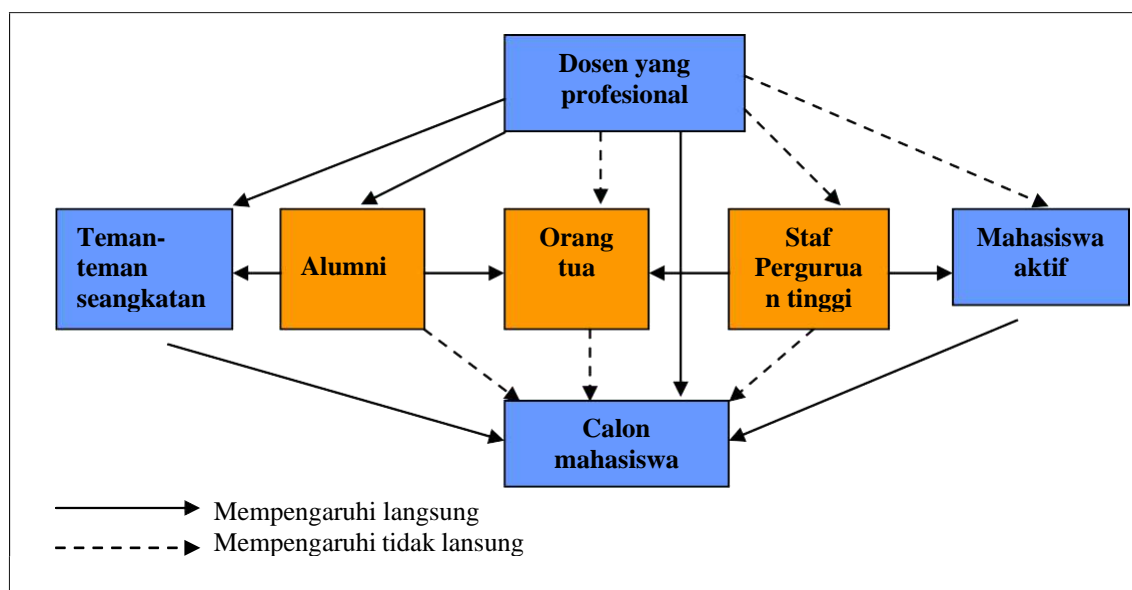 Dosen yang
profesional
Teman-
teman
seangkatan
Alumni
Orang
tua
Staf
Pergurua
n tinggi
Mahasiswa
aktif
Calon
mahasiswa
Mempengaruhi langsung
Mempengaruhi tidak lansung